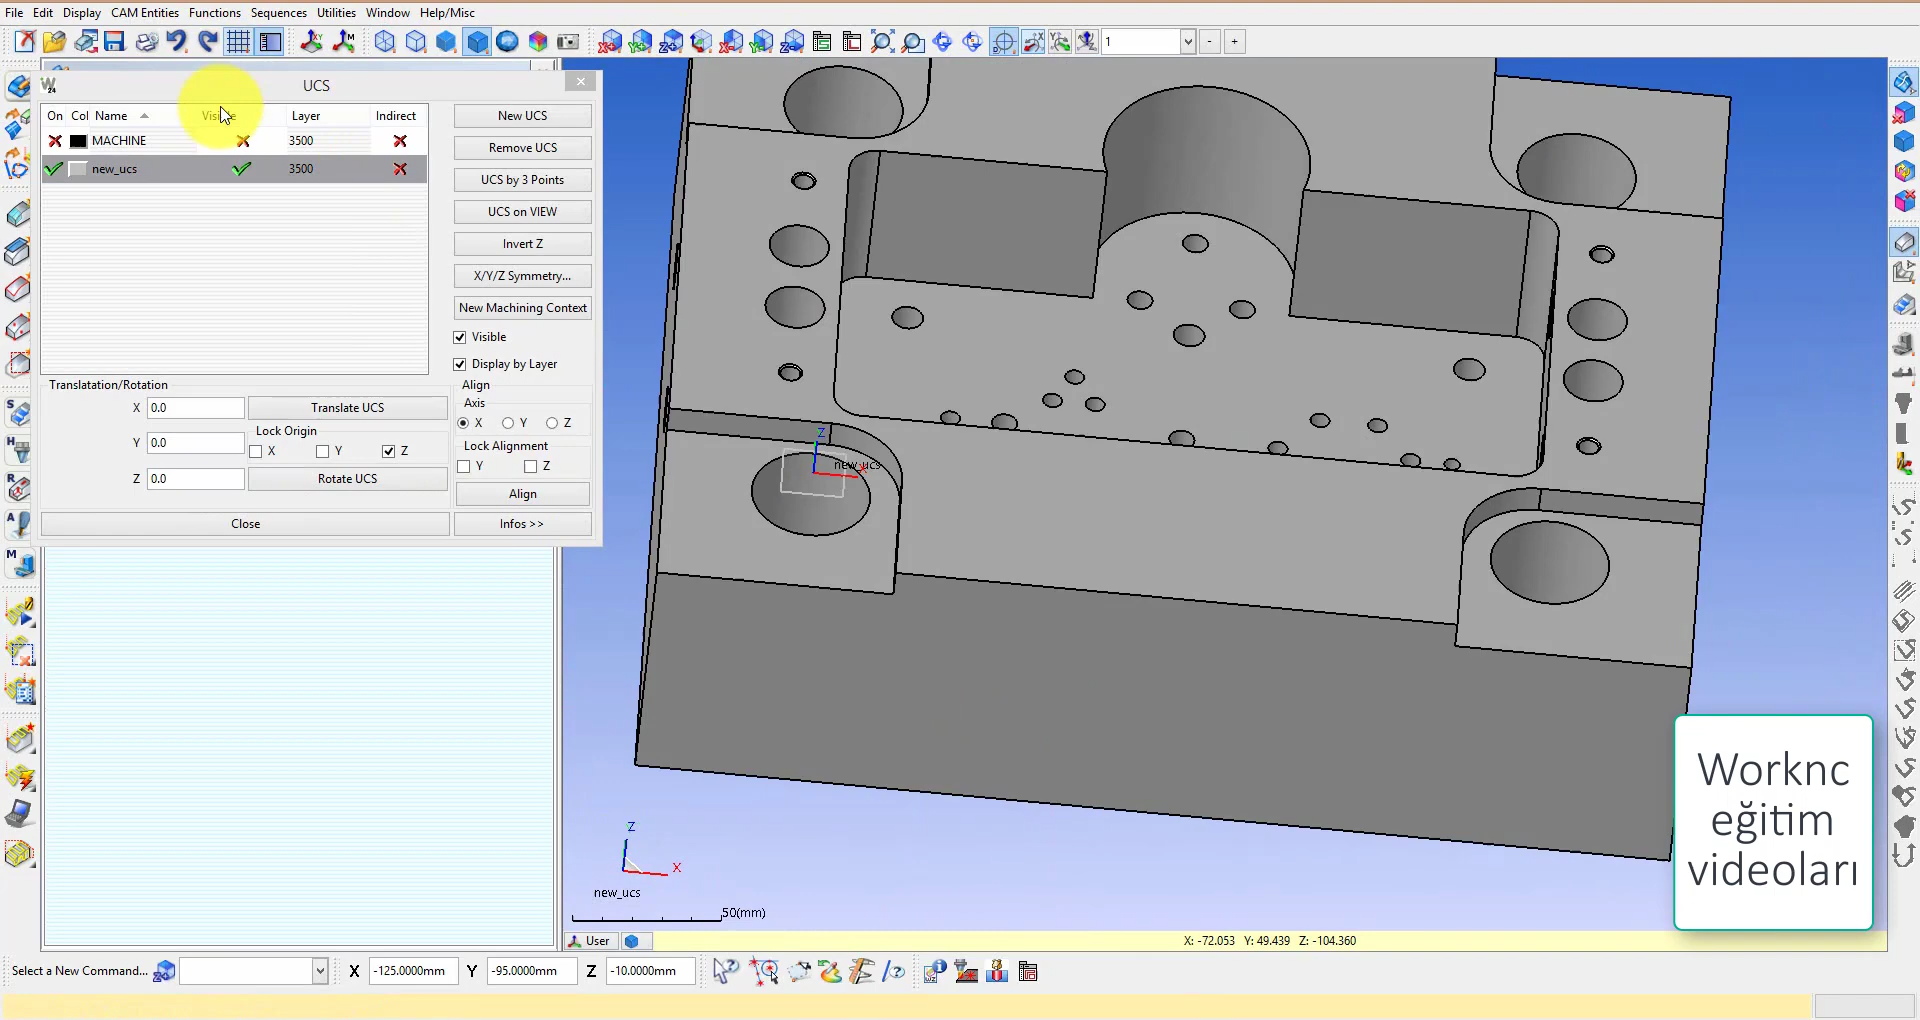 File Edit Display CAM Entities Functions Sequences Utilities Window Help/Misc
1
- +
W
24
UCS
On Col Name Layer Indirect
MACHINE 3500
new_ucs 3500
New UCS
Remove UCS
UCS by 3 Points
UCS on VIEW
Invert Z
X/Y/Z Symmetry...
New Machining Context
Visible
Display by Layer
Translatation/Rotation
X 0.0 Translate UCS
Lock Origin
Y 0.0 X Y Z
Z 0.0 Rotate UCS
Align
Axis
X Y Z
Lock Alignment
Y Z
Align
Close Infos >>
S
H
R
A
M
Z
new_ucs
X
Z
X
new_ucs
50(mm)
Worknc
eğitim
videoları
User X: -72.053 Y: 49.439 Z: -104.360
Select a New Command... X -125.0000mm Y -95.0000mm Z -10.0000mm